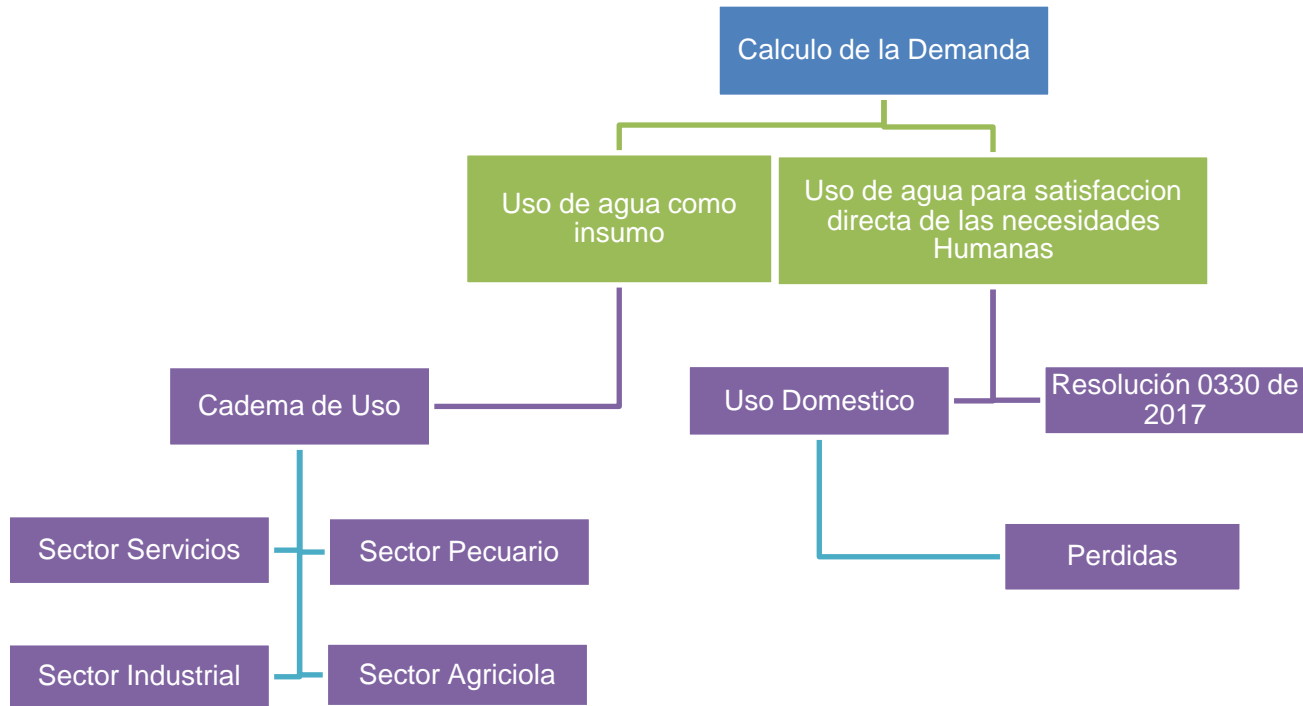 Calculo de la Demanda
Uso de agua como
insumo
Uso de agua para satisfaccion
directa de las necesidades
Humanas
Cadema de Uso
Uso Domestico
Resolución 0330 de
2017
Sector Servicios
Sector Pecuario
Perdidas
Sector Industrial
Sector Agriciola